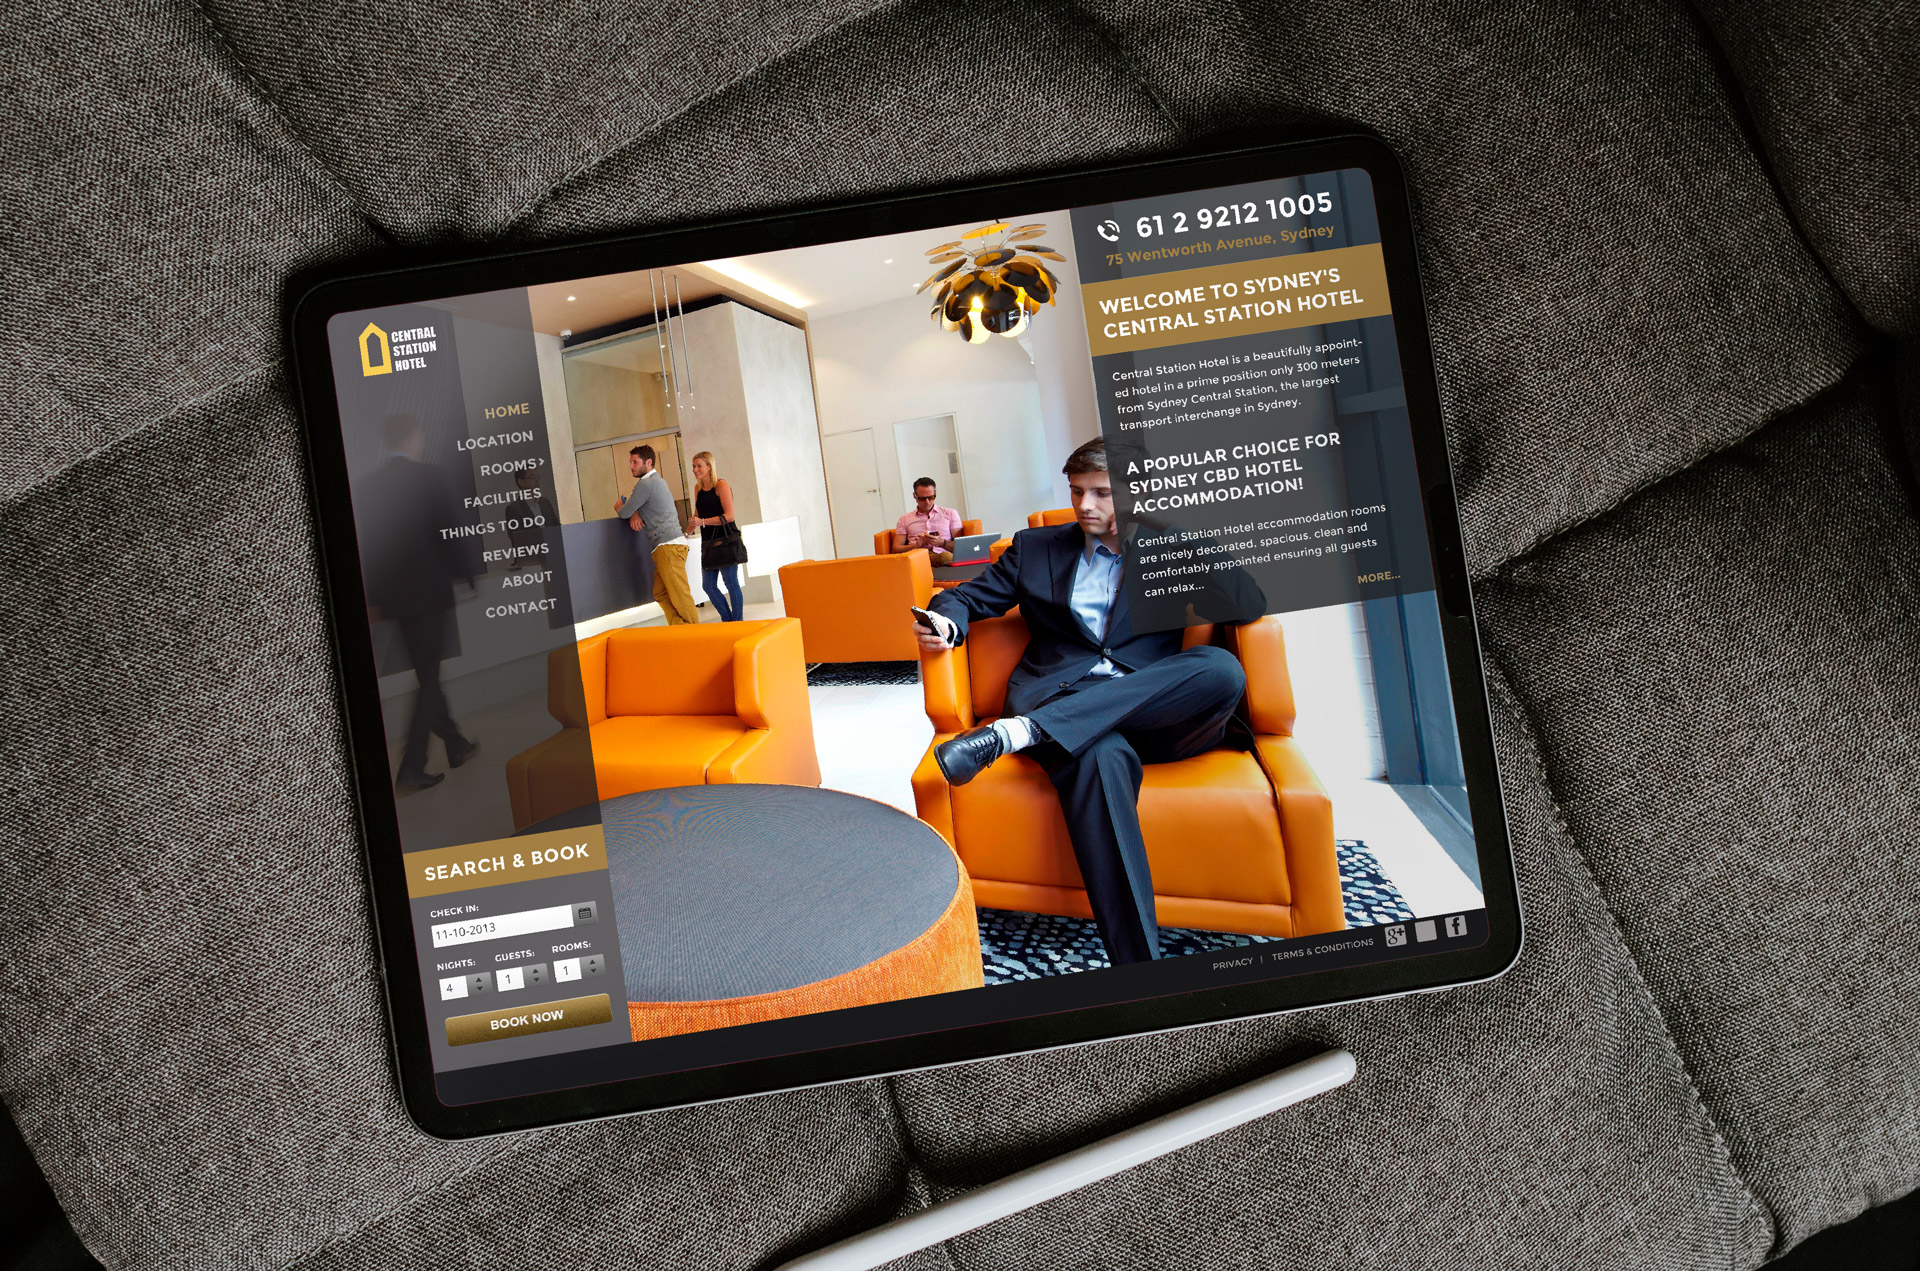 CENTRAL
STATION
HOTEL
HOME
LOCATION
ROOMS›
FACILITIES
THINGS TO DO
REVIEWS
ABOUT
CONTACT
SEARCH & BOOK
CHECK IN:
11-10-2013
NIGHTS: GUESTS: ROOMS:
4 1 1
BOOK NOW
61 2 9212 1005
75 Wentworth Avenue, Sydney
WELCOME TO SYDNEY'S
CENTRAL STATION HOTEL
Central Station Hotel is a beautifully appoint-
ed hotel in a prime position only 300 meters
from Sydney Central Station, the largest
transport interchange in Sydney.
A POPULAR CHOICE FOR
SYDNEY CBD HOTEL
ACCOMMODATION!
Central Station Hotel accommodation rooms
are nicely decorated, spacious, clean and
comfortably appointed ensuring all guests
can relax...
MORE...
PRIVACY | TERMS & CONDITIONS g+ f